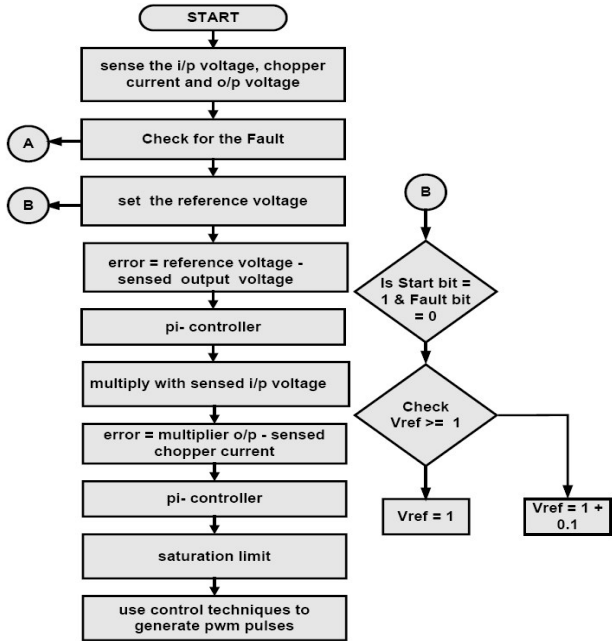 START
sense the i/p voltage, chopper
current and o/p voltage
A
Check for the Fault
B
set the reference voltage
error = reference voltage -
sensed output voltage
pi- controller
multiply with sensed i/p voltage
error = multiplier o/p - sensed
chopper current
pi- controller
saturation limit
use control techniques to
generate pwm pulses
B
Is Start bit =
1 & Fault bit
= 0
Check
Vref >= 1
Vref = 1
Vref = 1 +
0.1